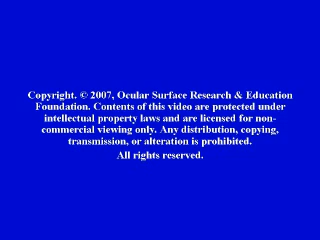 Copyright. © 2007, Ocular Surface Research & Education
Foundation. Contents of this video are protected under
intellectual property laws and are licensed for non-
commercial viewing only. Any distribution, copying,
transmission, or alteration is prohibited.
All rights reserved.